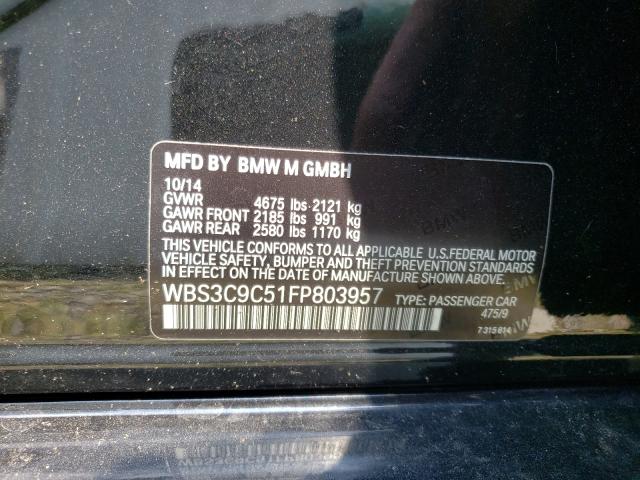 MFD BY BMW M GMBH
10/14
GVWR 4675 lbs 2121 kg
GAWR FRONT 2185 lbs 991 kg
GAWR REAR 2580 lbs 1170 kg
THIS VEHICLE CONFORMS TO ALL APPLICABLE U.S.FEDERAL MOTOR
VEHICLE SAFETY, BUMPER AND THEFT PREVENTION STANDARDS
IN EFFECT ON THE DATE OF MANUFACTURE SHOWN ABOVE.
WBS3C9C51FP803957 TYPE: PASSENGER CAR
475/9
7315614